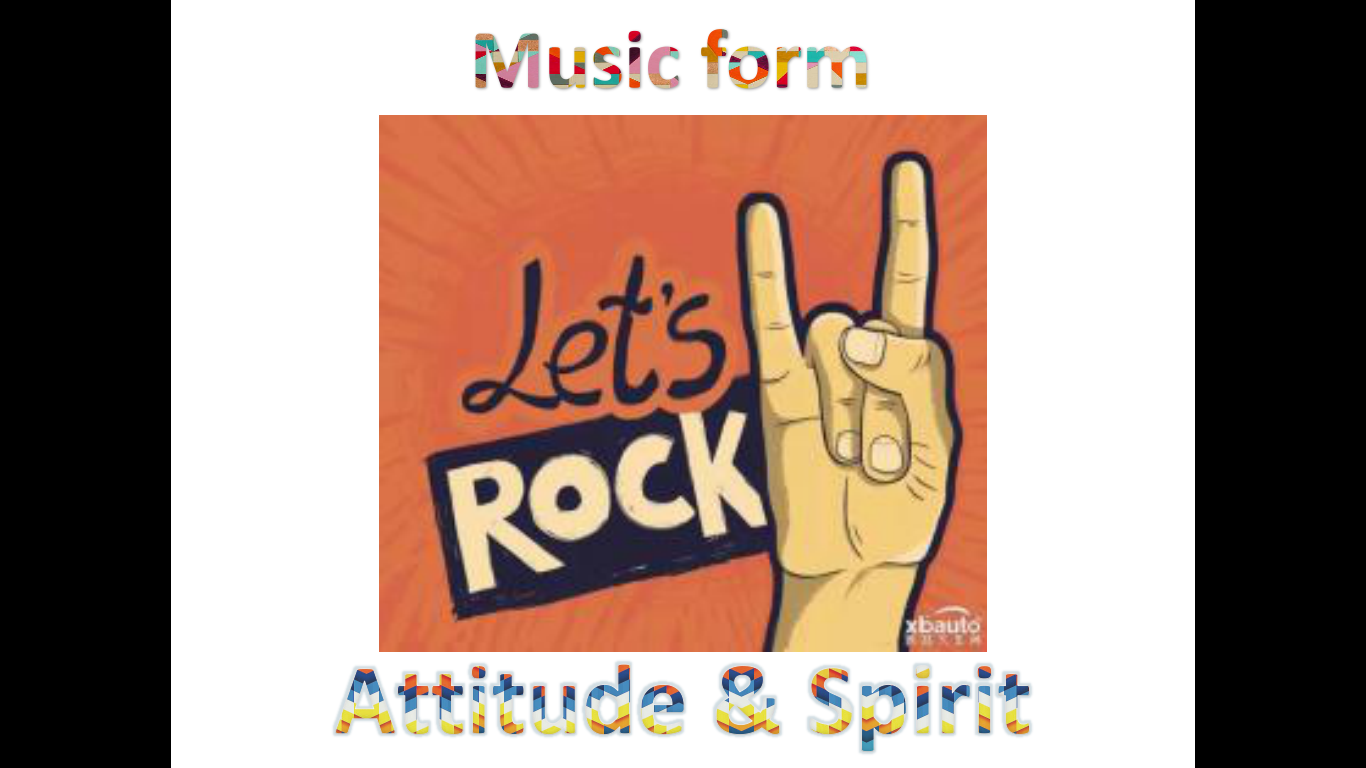 Music form
Let's
ROCK
xbauto
Attitude & Spirit